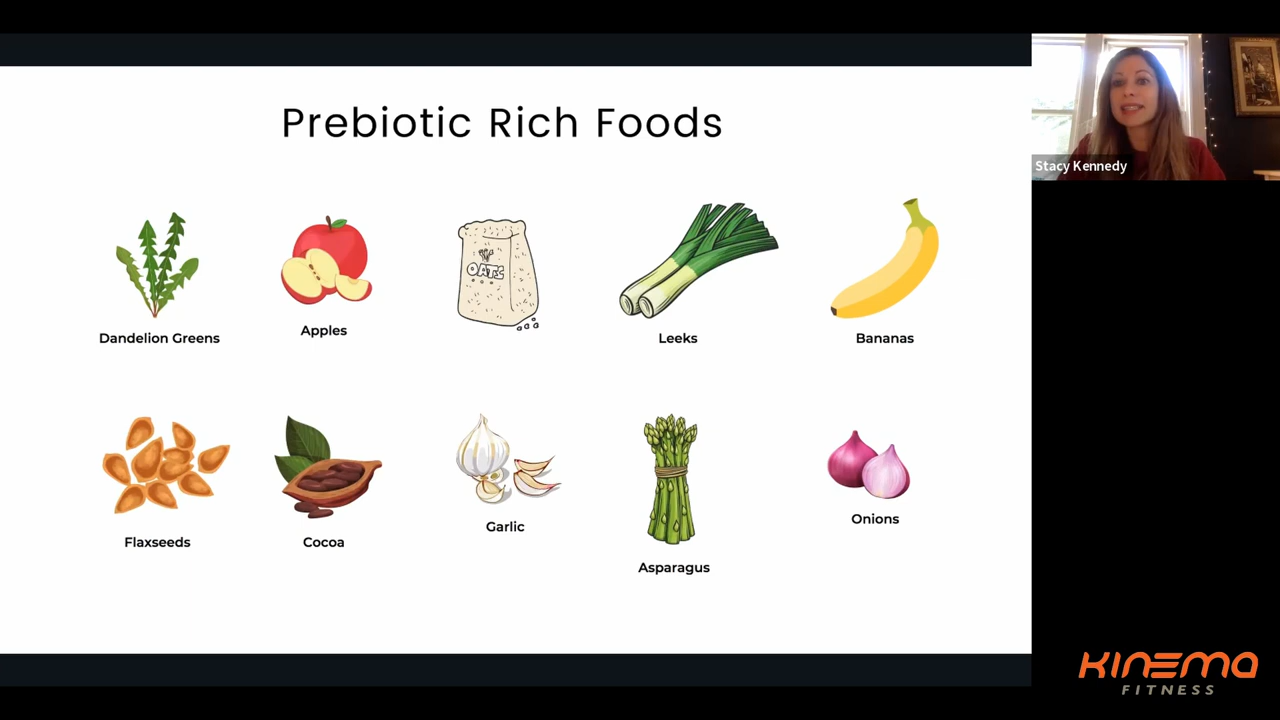 Prebiotic Rich Foods
Stacy Kennedy
OATS
Dandelion Greens
Apples
Leeks
Bananas
Flaxseeds
Cocoa
Garlic
Asparagus
Onions
KINEMA
FITNESS